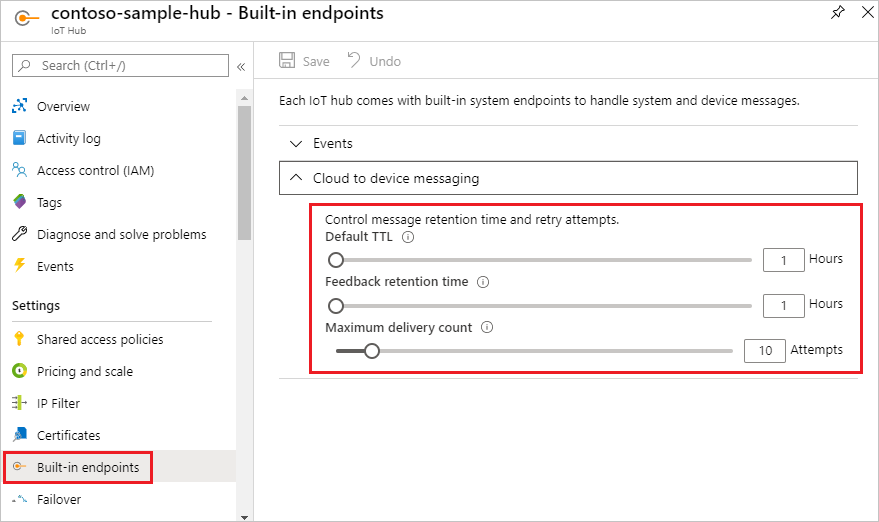 contoso-sample-hub - Built-in endpoints
IoT Hub
Search (Ctrl+/)
«
Overview
Activity log
Access control (IAM)
Tags
Diagnose and solve problems
Events
Settings
Shared access policies
Pricing and scale
IP Filter
Certificates
Built-in endpoints
Failover
Save
Undo
Each IoT hub comes with built-in system endpoints to handle system and device messages.
Events
Cloud to device messaging
Control message retention time and retry attempts.
Default TTL
1 Hours
Feedback retention time
1 Hours
Maximum delivery count
10 Attempts